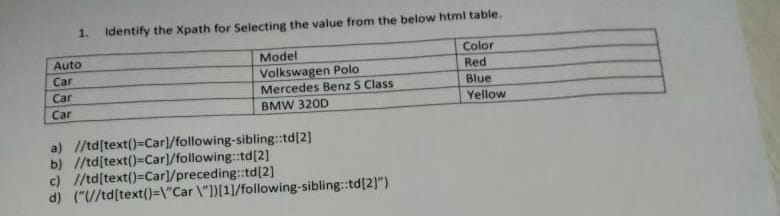 1. Identify the Xpath for Selecting the value from the below html table.
Auto Model Color
Car Volkswagen Polo Red
Car Mercedes Benz S Class Blue
Car BMW 320D Yellow
a) //td[text()=Car]/following-sibling::td[2]
b) //td[text()=Car]/following::td[2]
c) //td[text()=Car]/preceding::td[2]
d) ("(//td[text()=\"Car \"])[1]/following-sibling::td[2]")